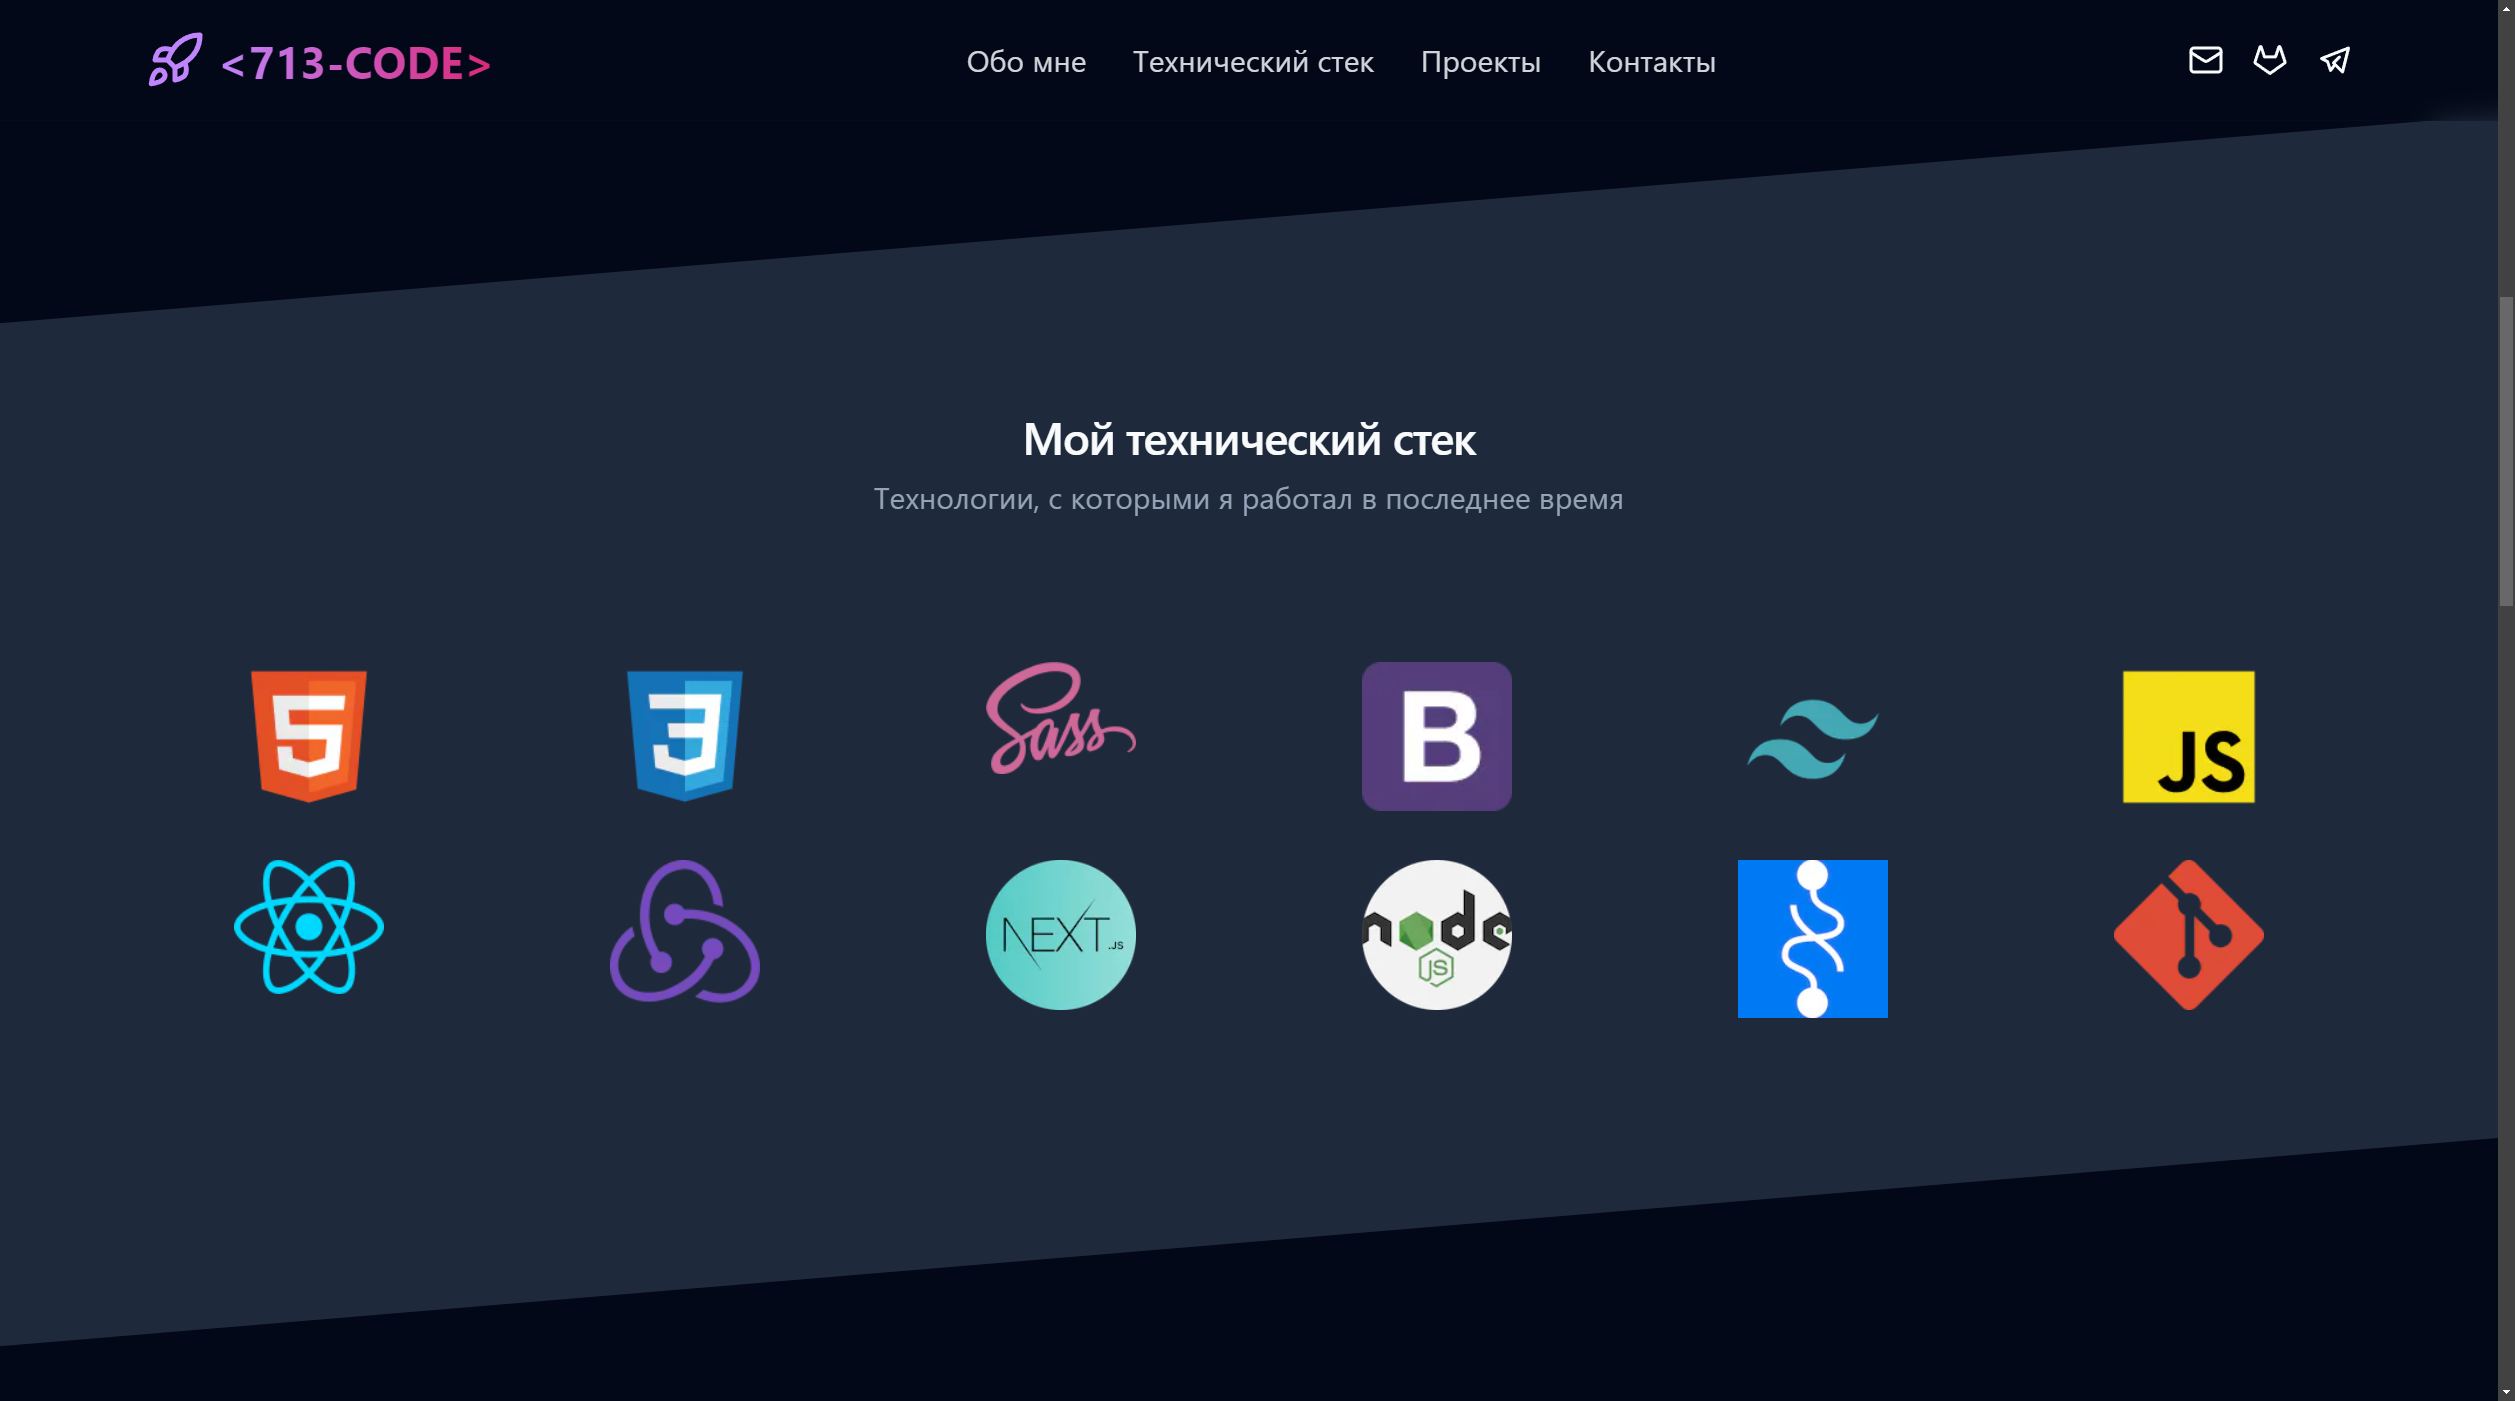 <713-CODE>
Обо мне
Технический стек
Проекты
Контакты
Мой технический стек
Технологии, с которыми я работал в последнее время
5
3
Sass
B
JS
NEXT.JS
node
JS